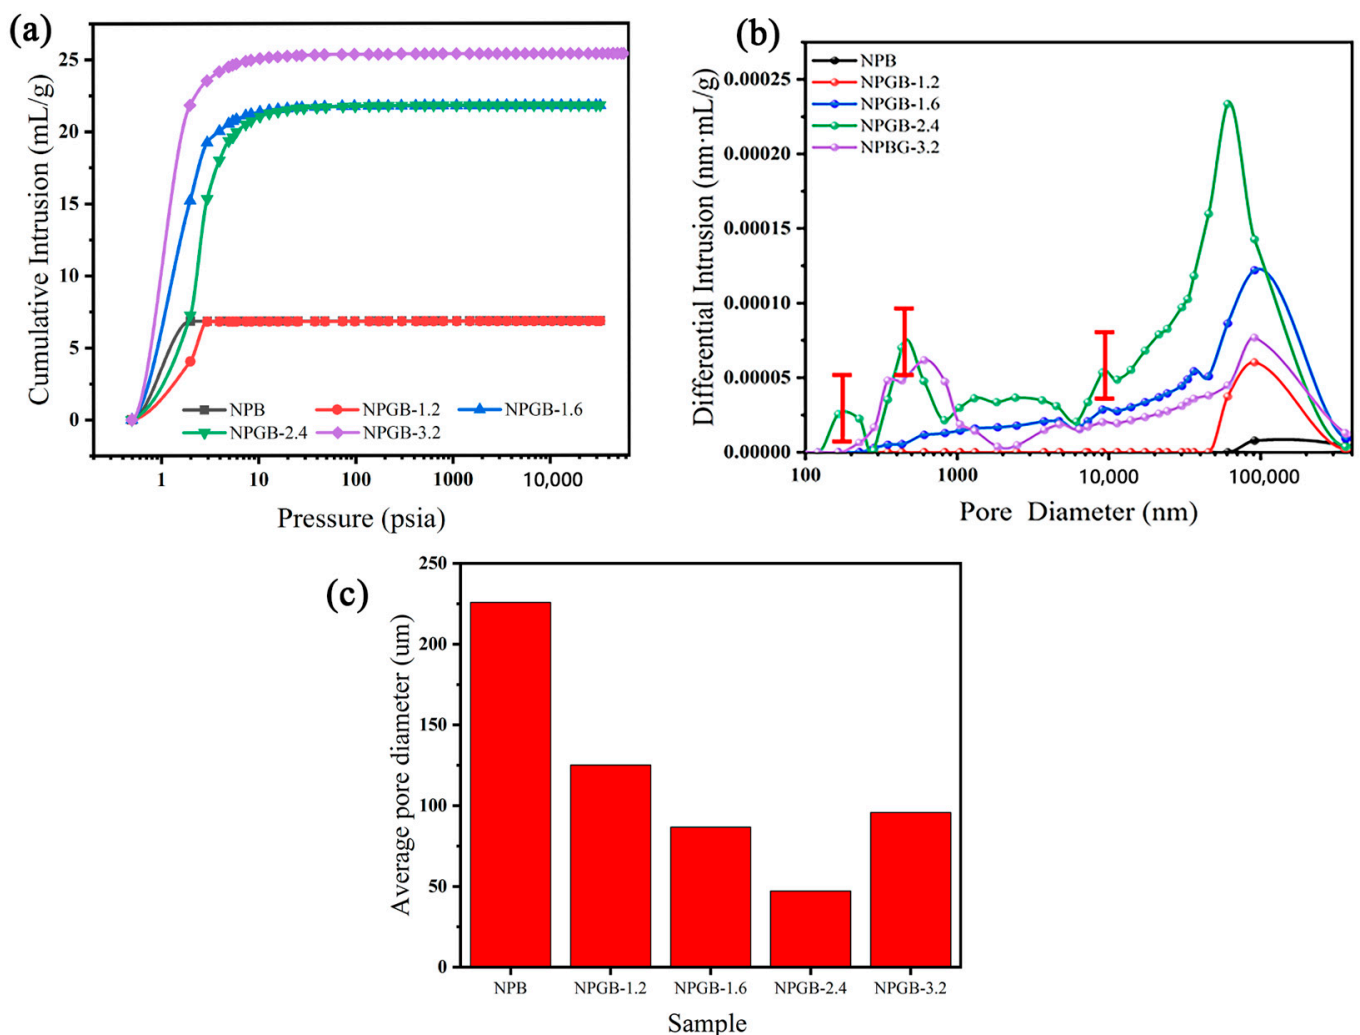 (a)
Cumulative Intrusion (mL/g)
25
20
15
10
5
0
NPB
NPGB-1.2
NPGB-1.6
NPGB-2.4
NPGB-3.2
1
10
100
1000
10,000
Pressure (psia)
(b)
Differential Intrusion (nm·mL/g)
0.00025
0.00020
0.00015
0.00010
0.00005
0.00000
NPB
NPGB-1.2
NPGB-1.6
NPGB-2.4
NPBG-3.2
100
1000
10,000
100,000
Pore Diameter (nm)
(c)
Average pore diameter (um)
250
200
150
100
50
0
NPB
NPGB-1.2
NPGB-1.6
NPGB-2.4
NPGB-3.2
Sample